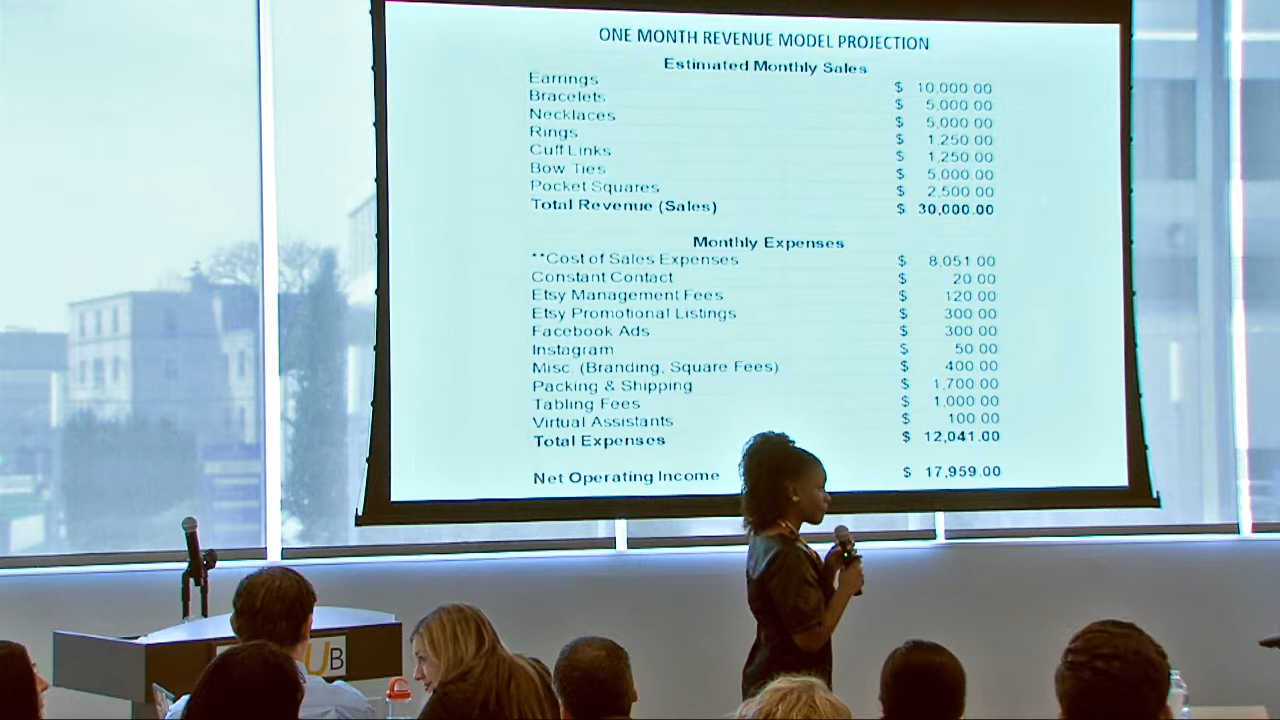 ONE MONTH REVENUE MODEL PROJECTION
Estimated Monthly Sales
Earrings $ 10,000.00
Bracelets $ 5,000.00
Necklaces $ 5,000.00
Rings $ 1,250.00
Cuff Links $ 1,250.00
Bow Ties $ 5,000.00
Pocket Squares $ 2,500.00
Total Revenue (Sales) $ 30,000.00
Monthly Expenses
**Cost of Sales Expenses $ 8,051.00
Constant Contact $ 20.00
Etsy Management Fees $ 120.00
Etsy Promotional Listings $ 300.00
Facebook Ads $ 300.00
Instagram $ 50.00
Misc. (Branding, Square Fees) $ 400.00
Packing & Shipping $ 1,700.00
Tabling Fees $ 1,000.00
Virtual Assistants $ 100.00
Total Expenses $ 12,041.00
Net Operating Income $ 17,959.00
UB